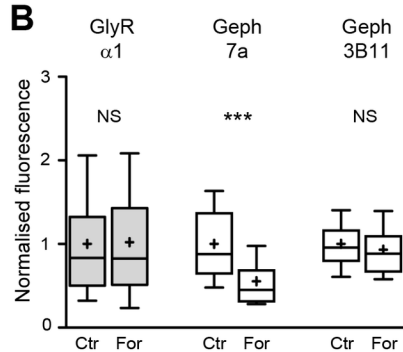 B
GlyR Geph Geph
α1 7a 3B11
3
NS *** NS
2
1
0
Normalised fluorescence
Ctr For Ctr For Ctr For